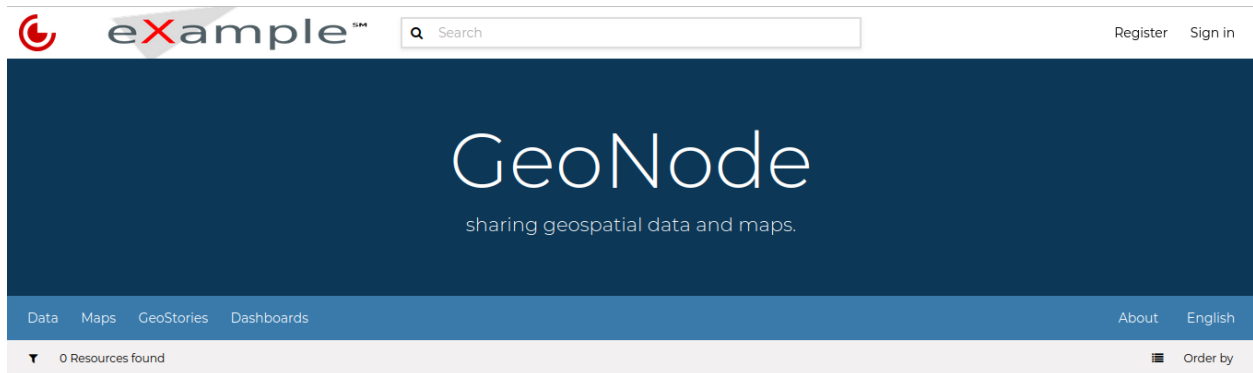 eXample℠ Search Register Sign in
GeoNode
sharing geospatial data and maps.
Data Maps GeoStories Dashboards About English
0 Resources found Order by